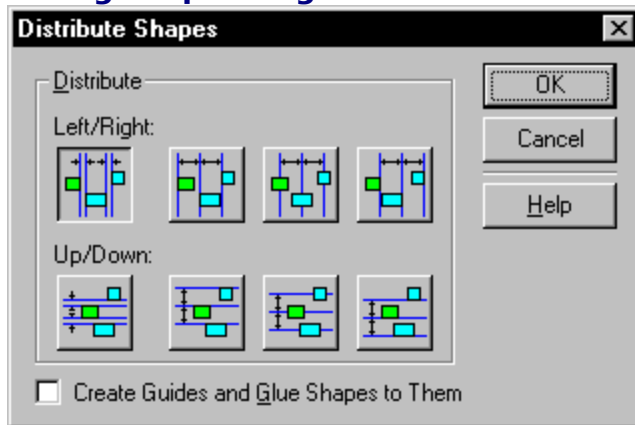 Distribute Shapes
Distribute
OK
Left/Right:
Cancel
Help
Up/Down:
Create Guides and Glue Shapes to Them